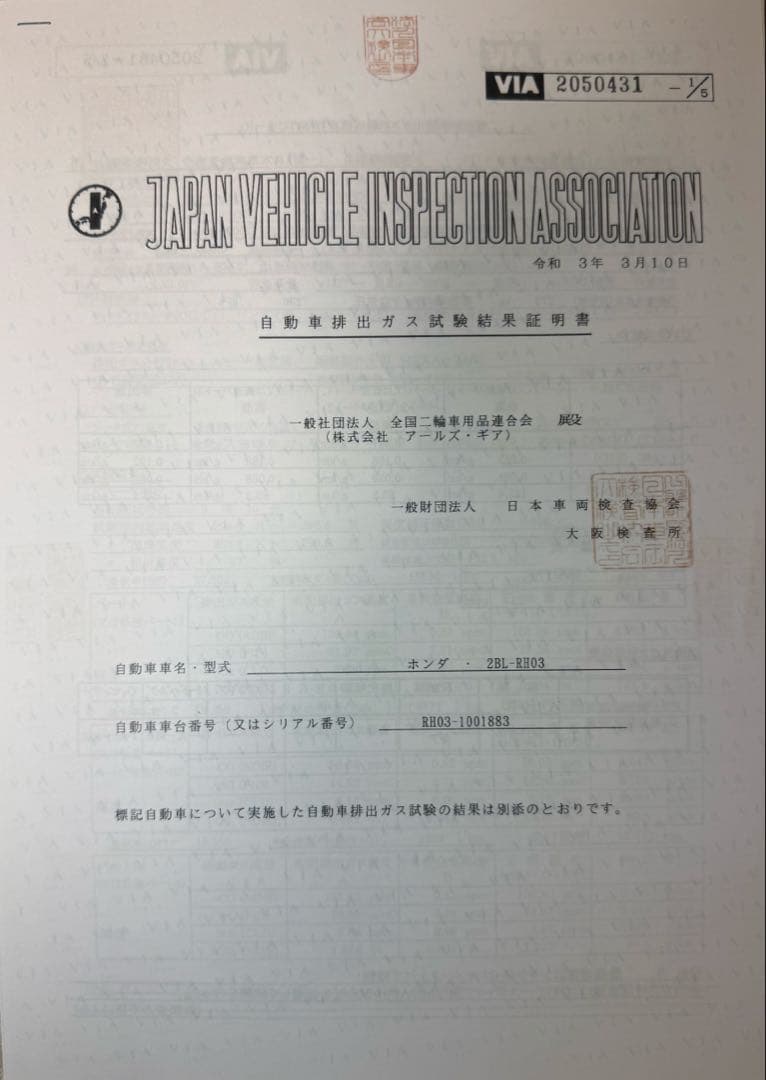 VIA 2050431 -1/5
JAPAN VEHICLE INSPECTION ASSOCIATION
令和 3年 3月10日
自動車排出ガス試験結果証明書
一般社団法人 全国二輪車用品連合会 殿
(株式会社 アールズ・ギア)
一般財団法人 日本車両検査協会
大阪検査所
自動車車名・型式 ホンダ ・ 2BL-RH03
自動車車台番号(又はシリアル番号) RH03-1001883
標記自動車について実施した自動車排出ガス試験の結果は別添のとおりです。